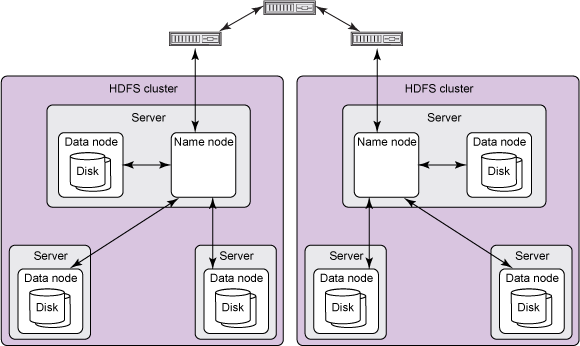 HDFS cluster
Server
Data node
Disk
Name node
Server
Data node
Disk
Server
Data node
Disk
HDFS cluster
Server
Name node
Data node
Disk
Server
Data node
Disk
Server
Data node
Disk